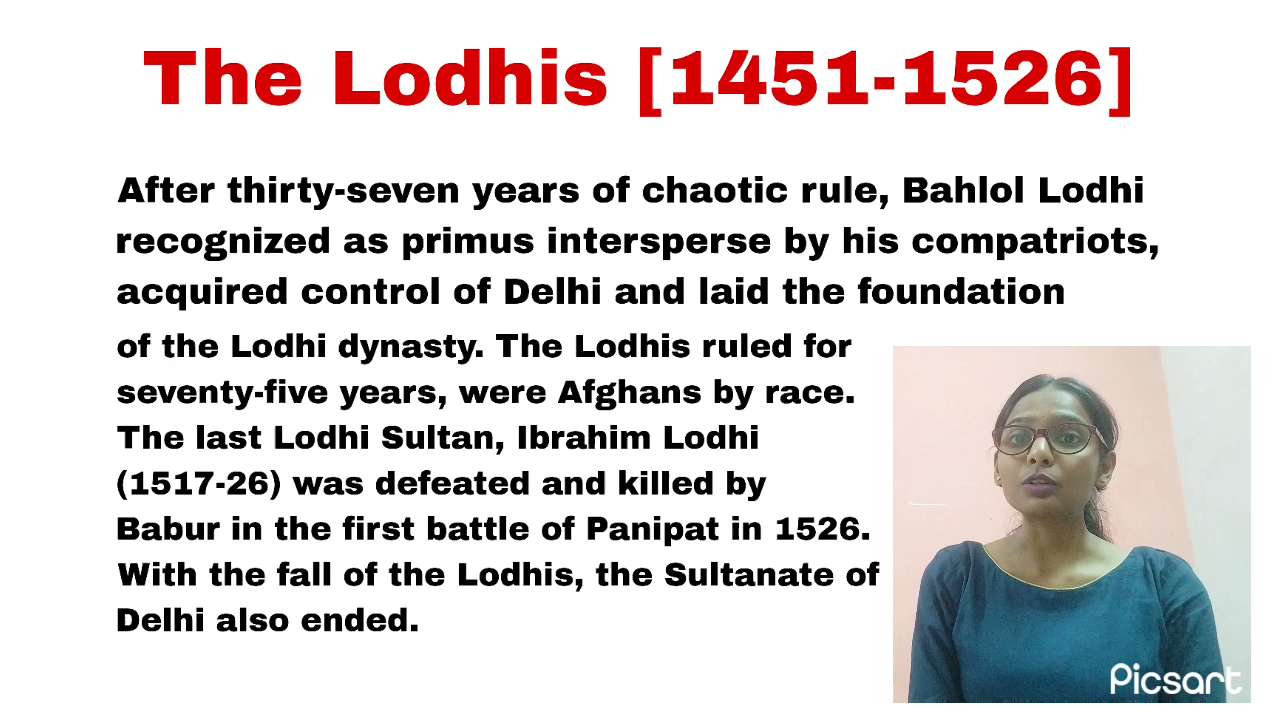 The Lodhis [1451-1526]
After thirty-seven years of chaotic rule, Bahlol Lodhi
recognized as primus intersperse by his compatriots,
acquired control of Delhi and laid the foundation
of the Lodhi dynasty. The Lodhis ruled for
seventy-five years, were Afghans by race.
The last Lodhi Sultan, Ibrahim Lodhi
(1517-26) was defeated and killed by
Babur in the first battle of Panipat in 1526.
With the fall of the Lodhis, the Sultanate of
Delhi also ended.
Picsart